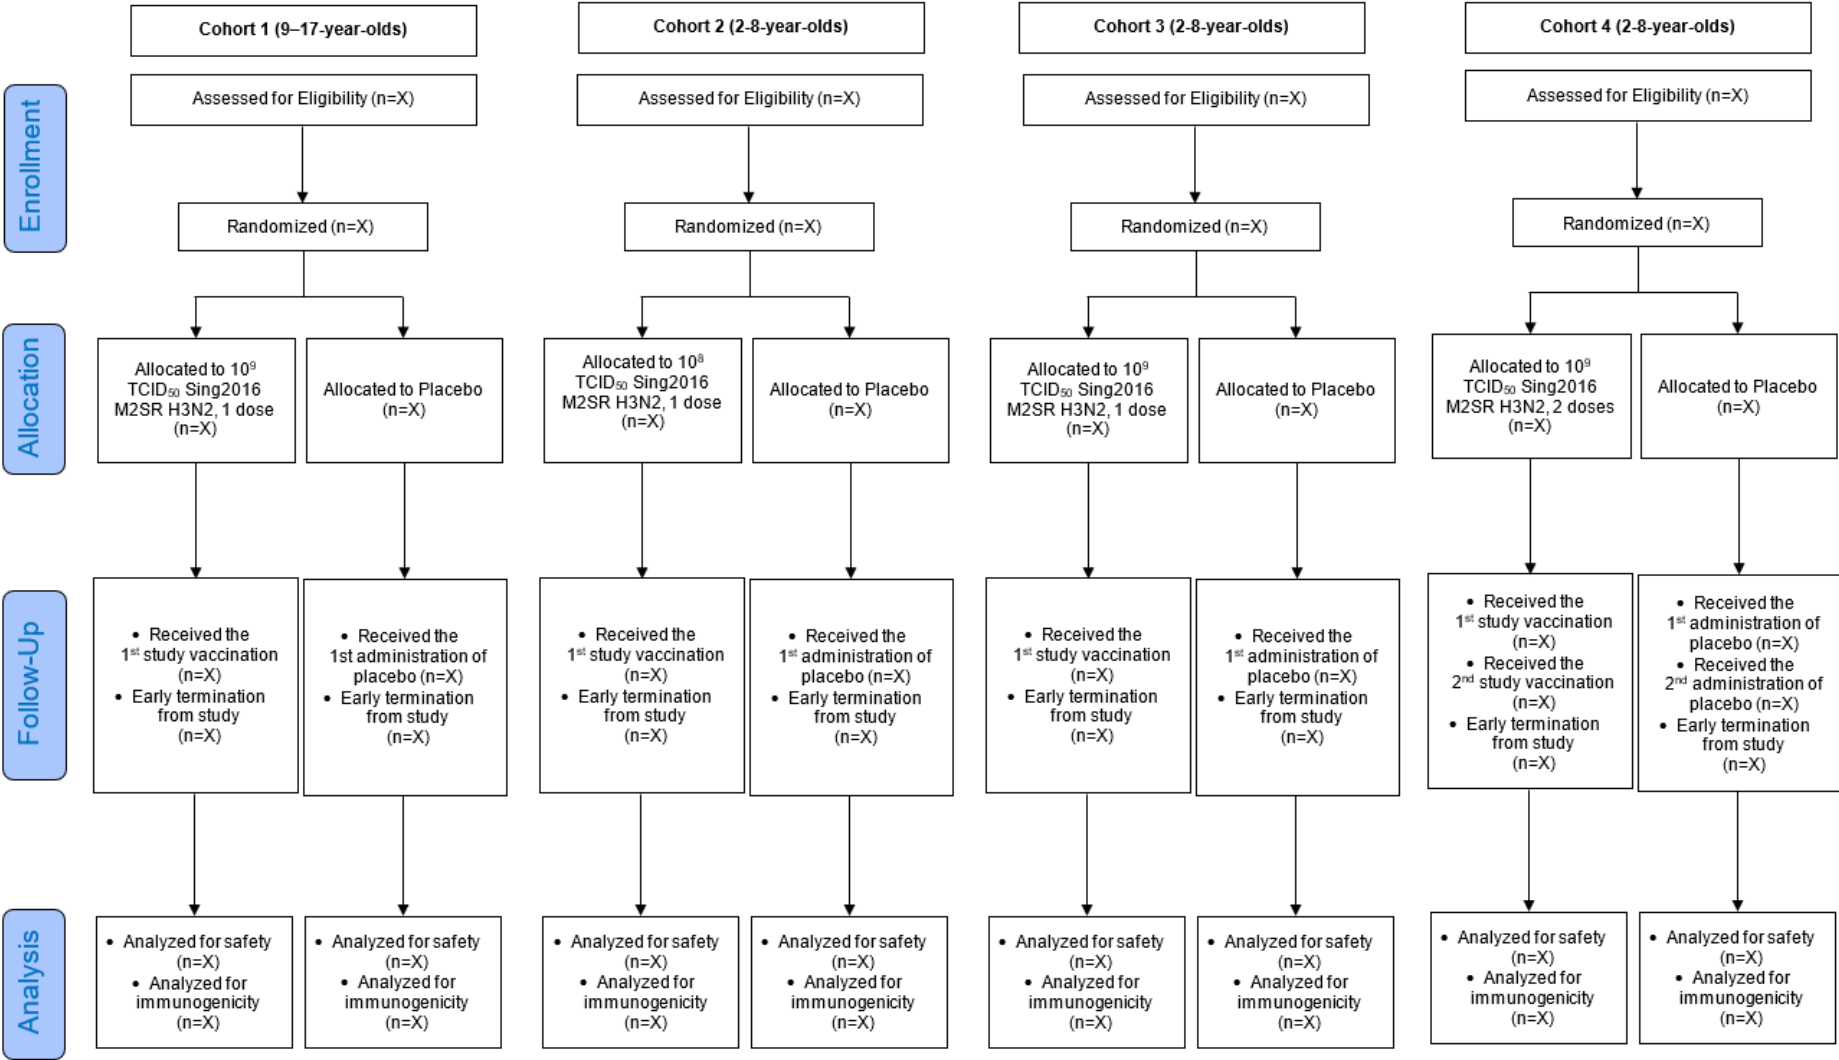 Cohort 1 (9–17-year-olds)
Cohort 2 (2-8-year-olds)
Cohort 3 (2-8-year-olds)
Cohort 4 (2-8-year-olds)
Enrollment
Assessed for Eligibility (n=X)
Assessed for Eligibility (n=X)
Assessed for Eligibility (n=X)
Assessed for Eligibility (n=X)
Randomized (n=X)
Randomized (n=X)
Randomized (n=X)
Randomized (n=X)
Allocation
Allocated to 10⁹
TCID₅₀ Sing2016
M2SR H3N2, 1 dose
(n=X)
Allocated to Placebo
(n=X)
Allocated to 10⁸
TCID₅₀ Sing2016
M2SR H3N2, 1 dose
(n=X)
Allocated to Placebo
(n=X)
Allocated to 10⁹
TCID₅₀ Sing2016
M2SR H3N2, 1 dose
(n=X)
Allocated to Placebo
(n=X)
Allocated to 10⁹
TCID₅₀ Sing2016
M2SR H3N2, 2 doses
(n=X)
Allocated to Placebo
(n=X)
Follow-Up
• Received the
1ˢᵗ study vaccination
(n=X)
• Early termination
from study
(n=X)
• Received the
1st administration of
placebo (n=X)
• Early termination
from study
(n=X)
• Received the
1ˢᵗ study vaccination
(n=X)
• Early termination
from study
(n=X)
• Received the
1ˢᵗ administration of
placebo (n=X)
• Early termination
from study
(n=X)
• Received the
1ˢᵗ study vaccination
(n=X)
• Early termination
from study
(n=X)
• Received the
1ˢᵗ administration of
placebo (n=X)
• Early termination
from study
(n=X)
• Received the
1ˢᵗ study vaccination
(n=X)
• Received the
2ⁿᵈ study vaccination
(n=X)
• Early termination
from study
(n=X)
• Received the
1ˢᵗ administration of
placebo (n=X)
• Received the
2ⁿᵈ administration of
placebo (n=X)
• Early termination
from study
(n=X)
Analysis
• Analyzed for safety
(n=X)
• Analyzed for
immunogenicity
(n=X)
• Analyzed for safety
(n=X)
• Analyzed for
immunogenicity
(n=X)
• Analyzed for safety
(n=X)
• Analyzed for
immunogenicity
(n=X)
• Analyzed for safety
(n=X)
• Analyzed for
immunogenicity
(n=X)
• Analyzed for safety
(n=X)
• Analyzed for
immunogenicity
(n=X)
• Analyzed for safety
(n=X)
• Analyzed for
immunogenicity
(n=X)
• Analyzed for safety
(n=X)
• Analyzed for
immunogenicity
(n=X)
• Analyzed for safety
(n=X)
• Analyzed for
immunogenicity
(n=X)